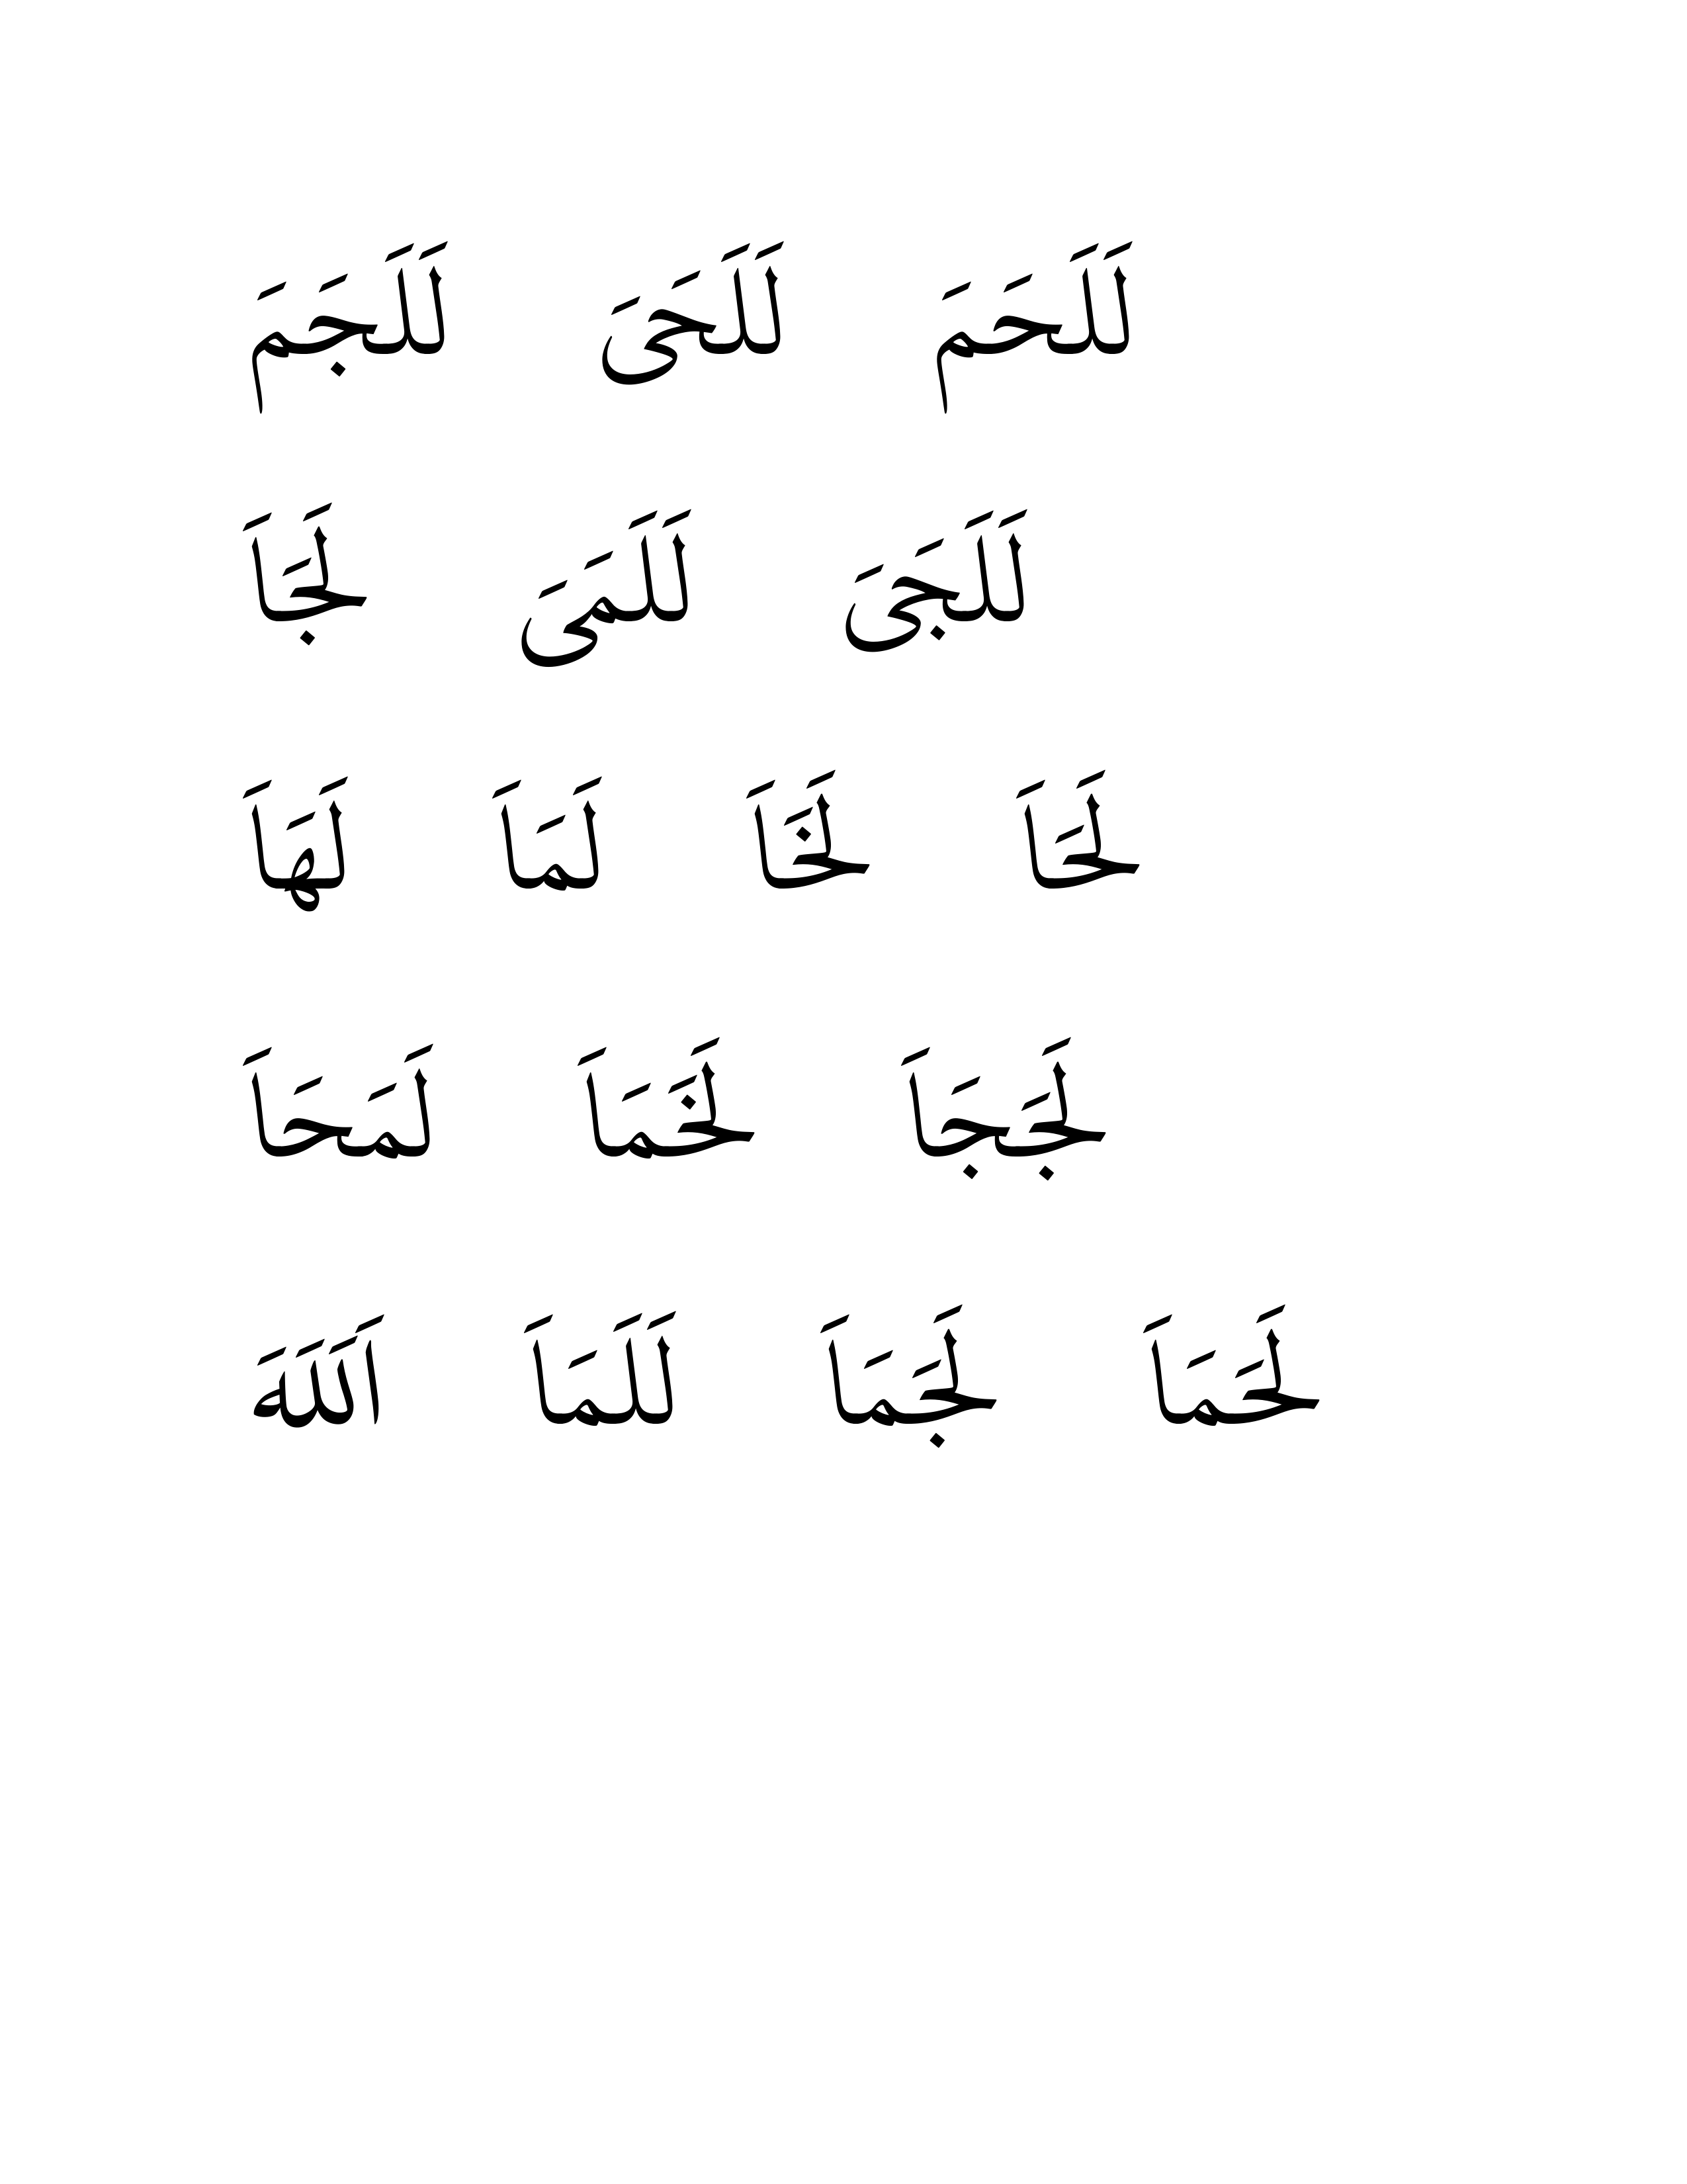 لَلَحَمَ لَلَحَىَ لَلَجَمَ
لَلَجَىَ لَلَمَىَ لَجَاَ
لَحَاَ لَخَاَ لَمَاَ لَهَاَ
لَجَجَاَ لَخَمَاَ لَمَحَاَ
لَحَمَاَ لَجَمَاَ لَلَمَاَ اَلَلَهَ